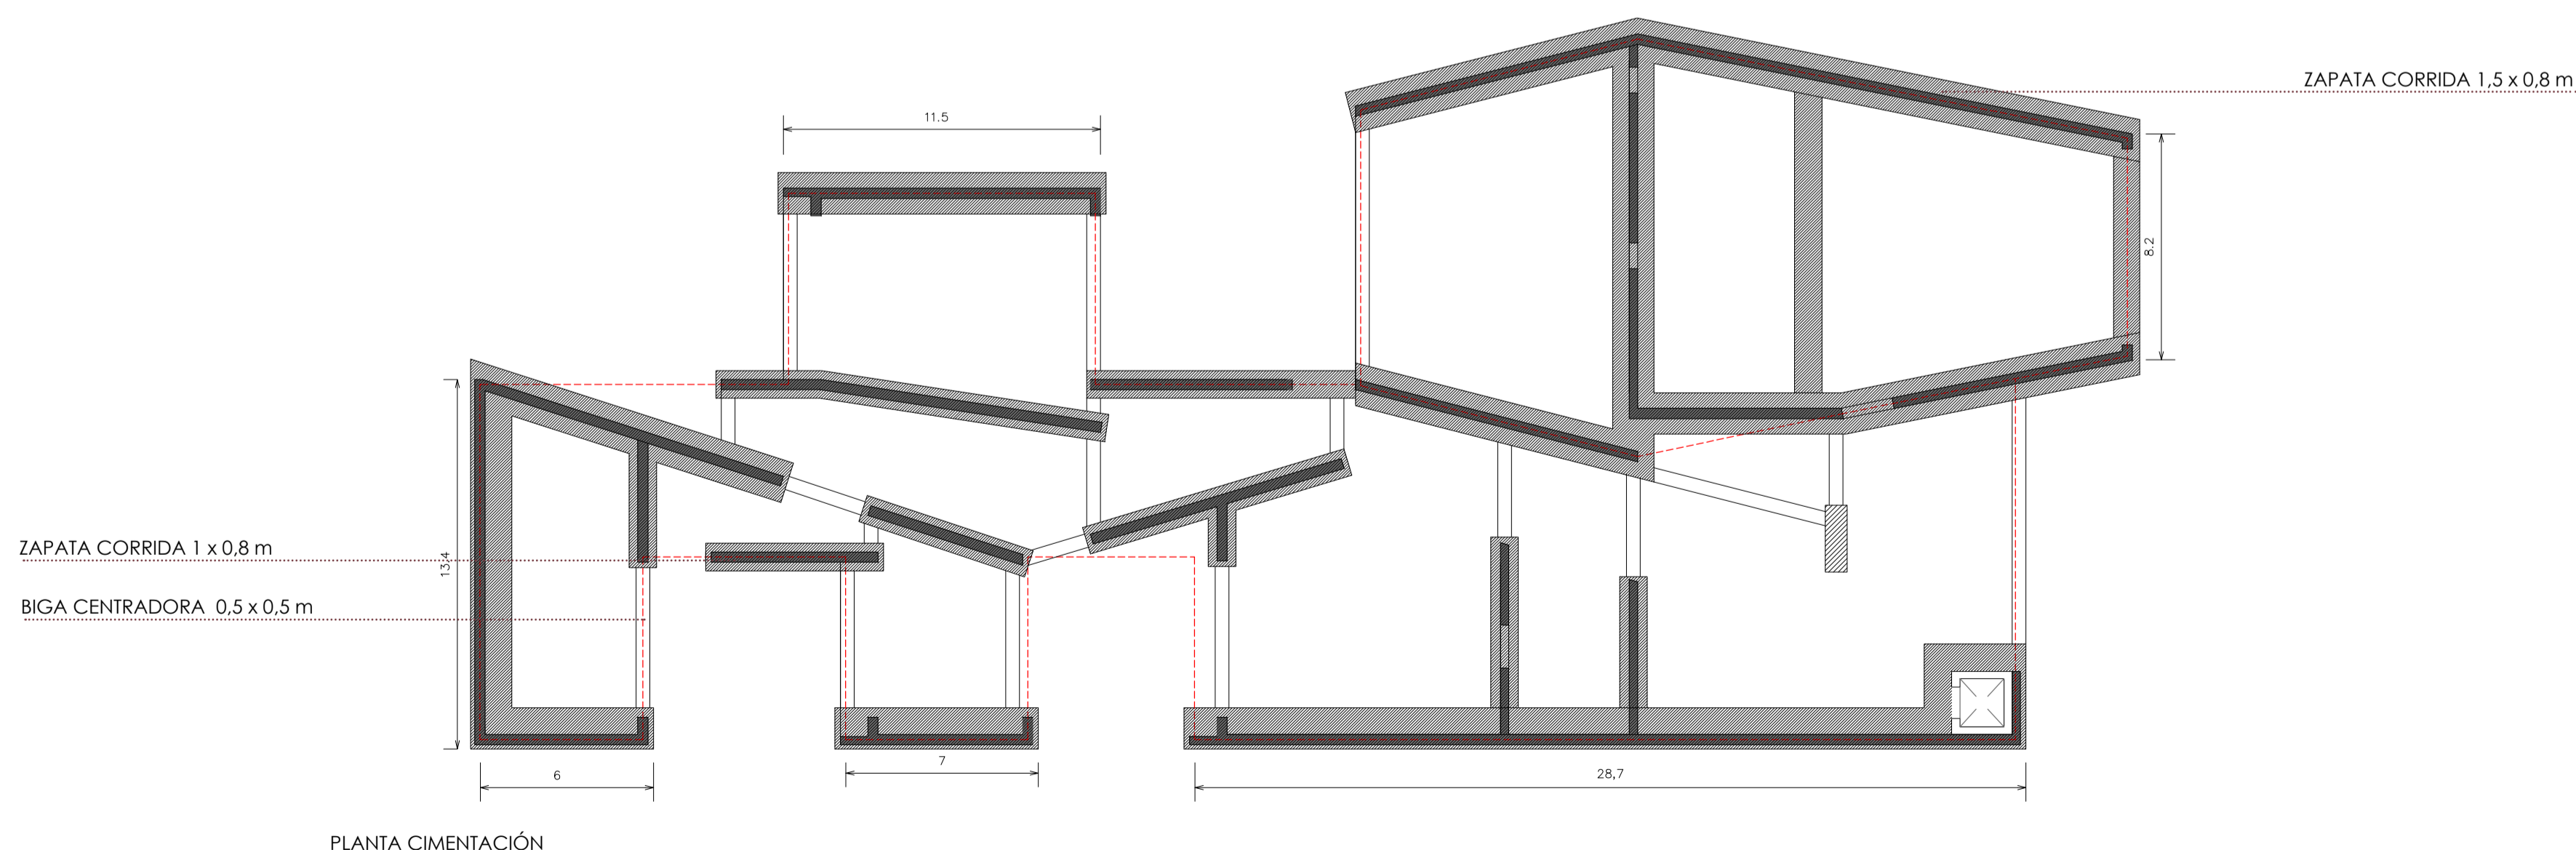 ZAPATA CORRIDA 1,5 x 0,8 m
11.5
8.2
13.4
ZAPATA CORRIDA 1 x 0,8 m
BIGA CENTRADORA 0,5 x 0,5 m
6
7
28,7
PLANTA CIMENTACIÓN